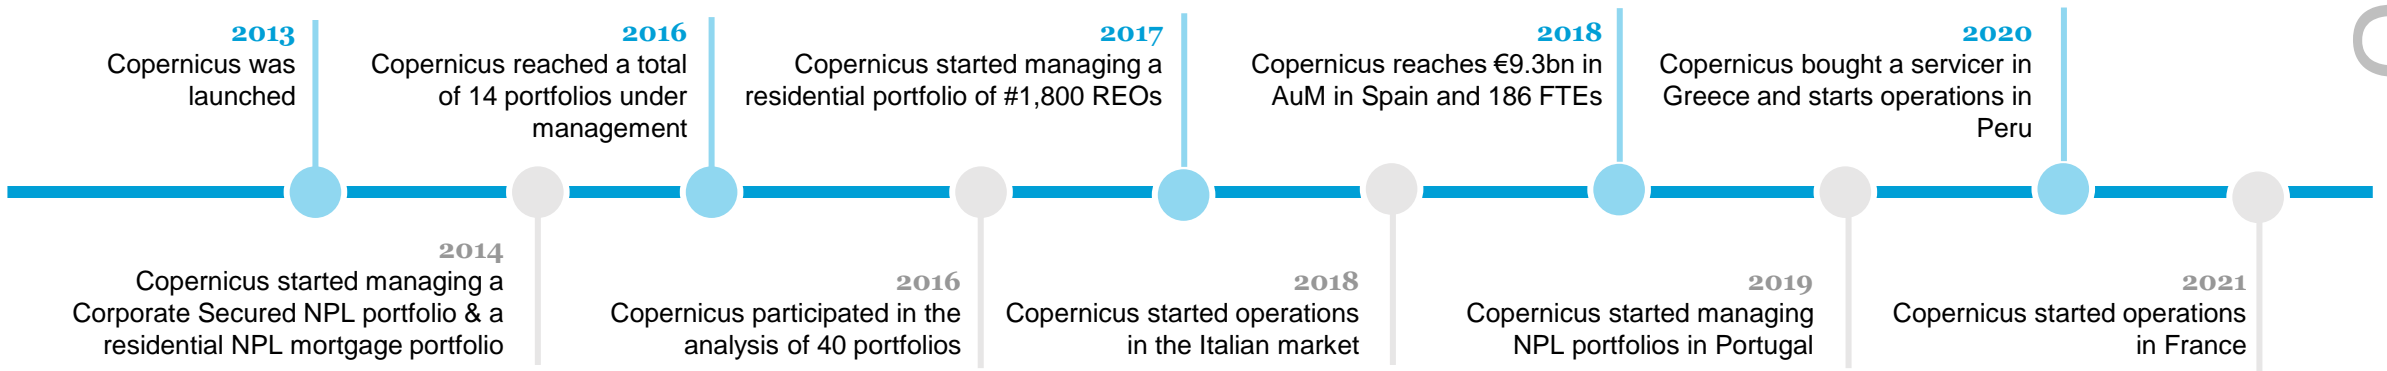 2013
Copernicus was
launched
2016
Copernicus reached a total
of 14 portfolios under
management
2017
Copernicus started managing a
residential portfolio of #1,800 REOs
2018
Copernicus reaches €9.3bn in
AuM in Spain and 186 FTEs
2020
Copernicus bought a servicer in
Greece and starts operations in
Peru
2014
Copernicus started managing a
Corporate Secured NPL portfolio & a
residential NPL mortgage portfolio
2016
Copernicus participated in the
analysis of 40 portfolios
2018
Copernicus started operations
in the Italian market
2019
Copernicus started managing
NPL portfolios in Portugal
2021
Copernicus started operations
in France